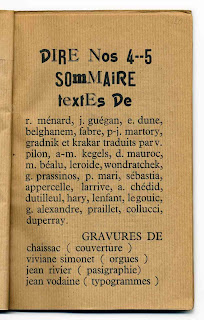 DIRE Nos 4--5
SOMMAIRE
textEs De
r. ménard, j. guégan, e. dune,
belghanem, fabre, p-j. martory,
gradnik et krakar traduits par v.
pilon, a-m. kegels, d. mauroc,
m. béalu, leroide, wondratchek,
g. prassinos, p. mari, sébastia,
appercelle, larrive, a. chédid,
dutilleul, hary, lenfant, legouic,
g. alexandre, praillet, collucci,
duperray.
GRAVURES DE
chaissac ( couverture )
viviane simonet ( orgues )
jean rivier ( pasigraphie )
jean vodaine ( typogrammes )